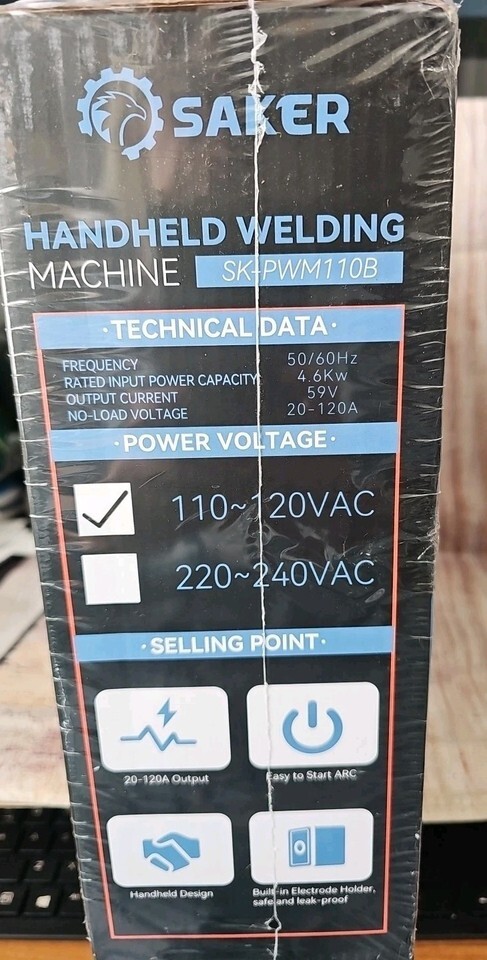 SAKER
HANDHELD WELDING
MACHINE SK-PWM110B
·TECHNICAL DATA·
FREQUENCY 50/60Hz
RATED INPUT POWER CAPACITY 4.6Kw
OUTPUT CURRENT 59V
NO-LOAD VOLTAGE 20-120A
·POWER VOLTAGE·
110~120VAC
220~240VAC
·SELLING POINT·
20-120A Output
Easy to Start ARC
Handheld Design
Built-in Electrode Holder,
safe and leak-proof